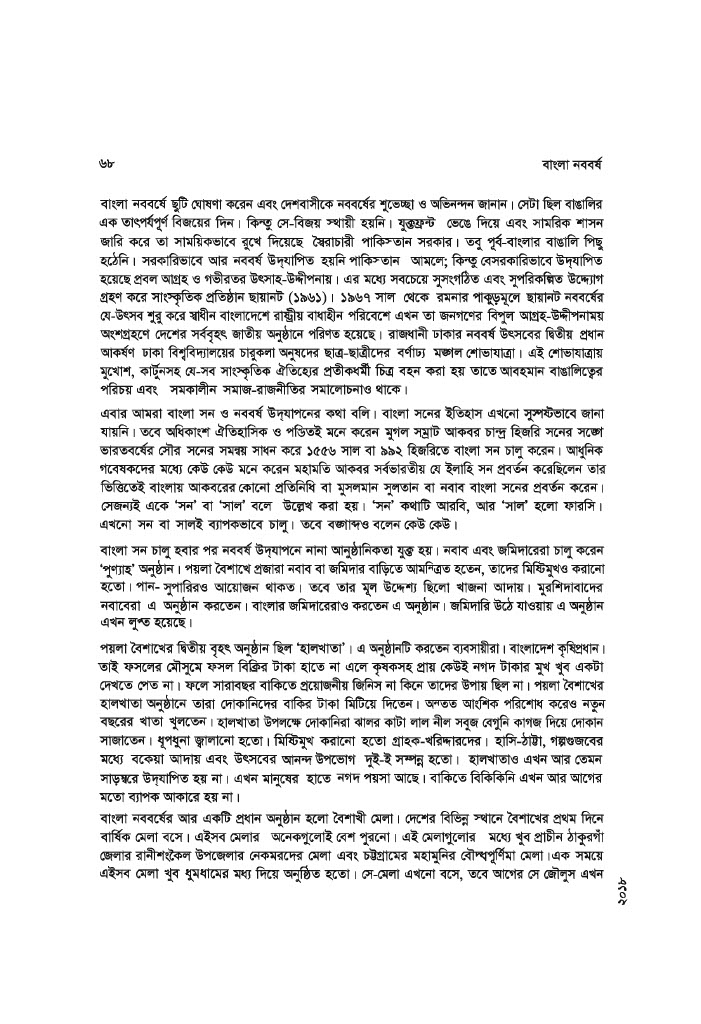 ৬৮ বাংলা নববর্ষ
বাংলা নববর্ষে ছুটি ঘোষণা করেন এবং দেশবাসীকে নববর্ষের শুভেচ্ছা ও অভিনন্দন জানান। সেটা ছিল বাঙালির
এক তাৎপর্যপূর্ণ বিজয়ের দিন। কিন্তু সে-বিজয় স্থায়ী হয়নি। যুক্তফ্রন্ট ভেঙে দিয়ে এবং সামরিক শাসন
জারি করে তা সাময়িকভাবে রুখে দিয়েছে স্বৈরাচারী পাকিস্তান সরকার। তবু পূর্ব-বাংলার বাঙালি পিছু
হঠেনি। সরকারিভাবে আর নববর্ষ উদ্‌যাপিত হয়নি পাকিস্তান আমলে; কিন্তু বেসরকারিভাবে উদ্‌যাপিত
হয়েছে প্রবল আগ্রহ ও গভীরতর উৎসাহ-উদ্দীপনায়। এর মধ্যে সবচেয়ে সুসংগঠিত এবং সুপরিকল্পিত উদ্দ্যোগ
গ্রহণ করে সাংস্কৃতিক প্রতিষ্ঠান ছায়ানট (১৯৬১)। ১৯৬৭ সাল থেকে রমনার পাকুড়মূলে ছায়ানট নববর্ষের
যে-উৎসব শুরু করে স্বাধীন বাংলাদেশে রাষ্ট্রীয় বাধাহীন পরিবেশে এখন তা জনগণের বিপুল আগ্রহ-উদ্দীপনাময়
অংশগ্রহণে দেশের সর্ববৃহৎ জাতীয় অনুষ্ঠানে পরিণত হয়েছে। রাজধানী ঢাকার নববর্ষ উৎসবের দ্বিতীয় প্রধান
আকর্ষণ ঢাকা বিশ্ববিদ্যালয়ের চারুকলা অনুষদের ছাত্র-ছাত্রীদের বর্ণাঢ্য মঙ্গল শোভাযাত্রা। এই শোভাযাত্রায়
মুখোশ, কার্টুনসহ যে-সব সাংস্কৃতিক ঐতিহ্যের প্রতীকধর্মী চিত্র বহন করা হয় তাতে আবহমান বাঙালিত্বের
পরিচয় এবং সমকালীন সমাজ-রাজনীতির সমালোচনাও থাকে।
এবার আমরা বাংলা সন ও নববর্ষ উদ্‌যাপনের কথা বলি। বাংলা সনের ইতিহাস এখনো সুস্পষ্টভাবে জানা
যায়নি। তবে অধিকাংশ ঐতিহাসিক ও পণ্ডিতই মনে করেন মুগল সম্রাট আকবর চান্দ্র হিজরি সনের সঙ্গে
ভারতবর্ষের সৌর সনের সমন্বয় সাধন করে ১৫৫৬ সাল বা ৯৯২ হিজরিতে বাংলা সন চালু করেন। আধুনিক
গবেষকদের মধ্যে কেউ কেউ মনে করেন মহামতি আকবর সর্বভারতীয় যে ইলাহি সন প্রবর্তন করেছিলেন তার
ভিত্তিতেই বাংলায় আকবরের কোনো প্রতিনিধি বা মুসলমান সুলতান বা নবাব বাংলা সনের প্রবর্তন করেন।
সেজন্যই একে ‘সন’ বা ‘সাল’ বলে উল্লেখ করা হয়। ‘সন’ কথাটি আরবি, আর ‘সাল’ হলো ফারসি।
এখনো সন বা সালই ব্যাপকভাবে চালু। তবে বঙ্গাব্দও বলেন কেউ কেউ।
বাংলা সন চালু হবার পর নববর্ষ উদ্‌যাপনে নানা আনুষ্ঠানিকতা যুক্ত হয়। নবাব এবং জমিদারেরা চালু করেন
‘পুণ্যাহ’ অনুষ্ঠান। পয়লা বৈশাখে প্রজারা নবাব বা জমিদার বাড়িতে আমন্ত্রিত হতেন, তাদের মিষ্টিমুখও করানো
হতো। পান- সুপারিরও আয়োজন থাকত। তবে তার মূল উদ্দেশ্য ছিলো খাজনা আদায়। মুরশিদাবাদের
নবাবেরা এ অনুষ্ঠান করতেন। বাংলার জমিদারেরাও করতেন এ অনুষ্ঠান। জমিদারি উঠে যাওয়ায় এ অনুষ্ঠান
এখন লুপ্ত হয়েছে।
পয়লা বৈশাখের দ্বিতীয় বৃহৎ অনুষ্ঠান ছিল ‘হালখাতা’। এ অনুষ্ঠানটি করতেন ব্যবসায়ীরা। বাংলাদেশ কৃষিপ্রধান।
তাই ফসলের মৌসুমে ফসল বিক্রির টাকা হাতে না এলে কৃষকসহ প্রায় কেউই নগদ টাকার মুখ খুব একটা
দেখতে পেত না। ফলে সারাবছর বাকিতে প্রয়োজনীয় জিনিস না কিনে তাদের উপায় ছিল না। পয়লা বৈশাখের
হালখাতা অনুষ্ঠানে তারা দোকানিদের বাকির টাকা মিটিয়ে দিতেন। অন্তত আংশিক পরিশোধ করেও নতুন
বছরের খাতা খুলতেন। হালখাতা উপলক্ষে দোকানিরা ঝালর কাটা লাল নীল সবুজ বেগুনি কাগজ দিয়ে দোকান
সাজাতেন। ধূপধুনা জ্বালানো হতো। মিষ্টিমুখ করানো হতো গ্রাহক-খরিদ্দারদের। হাসি-ঠাট্টা, গল্পগুজবের
মধ্যে বকেয়া আদায় এবং উৎসবের আনন্দ উপভোগ দুই-ই সম্পন্ন হতো। হালখাতাও এখন আর তেমন
সাড়ম্বরে উদ্‌যাপিত হয় না। এখন মানুষের হাতে নগদ পয়সা আছে। বাকিতে বিকিকিনি এখন আর আগের
মতো ব্যাপক আকারে হয় না।
বাংলা নববর্ষের আর একটি প্রধান অনুষ্ঠান হলো বৈশাখী মেলা। দেশের বিভিন্ন স্থানে বৈশাখের প্রথম দিনে
বার্ষিক মেলা বসে। এইসব মেলার অনেকগুলোই বেশ পুরনো। এই মেলাগুলোর মধ্যে খুব প্রাচীন ঠাকুরগাঁ
জেলার রানীশংকৈল উপজেলার নেকমরদের মেলা এবং চট্টগ্রামের মহামুনির বৌদ্ধপূর্ণিমা মেলা।এক সময়ে
এইসব মেলা খুব ধুমধামের মধ্য দিয়ে অনুষ্ঠিত হতো। সে-মেলা এখনো বসে, তবে আগের সে জৌলুস এখন
২০১৮